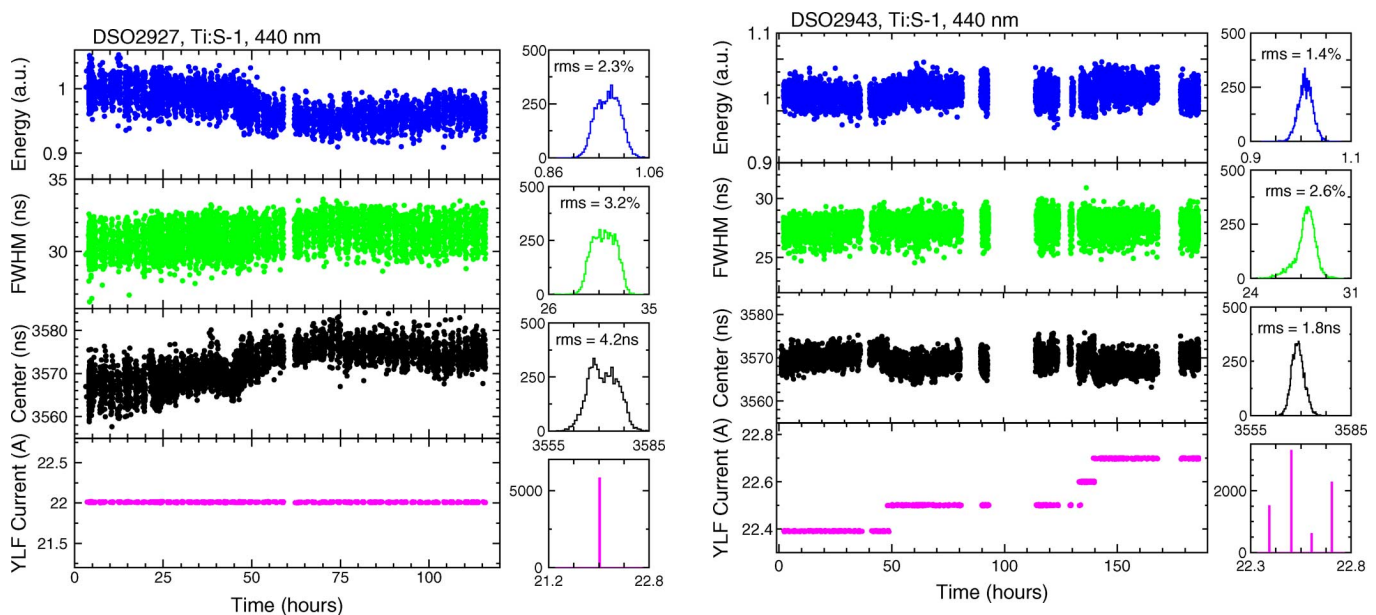 DSO2927, Ti:S-1, 440 nm
Energy (a.u.)
1
0.9
500
250
0
rms = 2.3%
0.86 1.06
FWHM (ns)
35
30
500
250
0
rms = 3.2%
26 35
Center (ns)
3580
3570
3560
500
250
0
rms = 4.2ns
3555 3585
YLF Current (A)
22.5
22
21.5
5000
0
21.2 22.8
0 25 50 75 100
Time (hours)
DSO2943, Ti:S-1, 440 nm
Energy (a.u.)
1.1
1
0.9
500
250
0
rms = 1.4%
0.9 1.1
FWHM (ns)
30
25
500
250
0
rms = 2.6%
24 31
Center (ns)
3580
3570
3560
500
250
0
rms = 1.8ns
3555 3585
YLF Current (A)
22.8
22.6
22.4
2000
0
22.3 22.8
0 50 100 150
Time (hours)